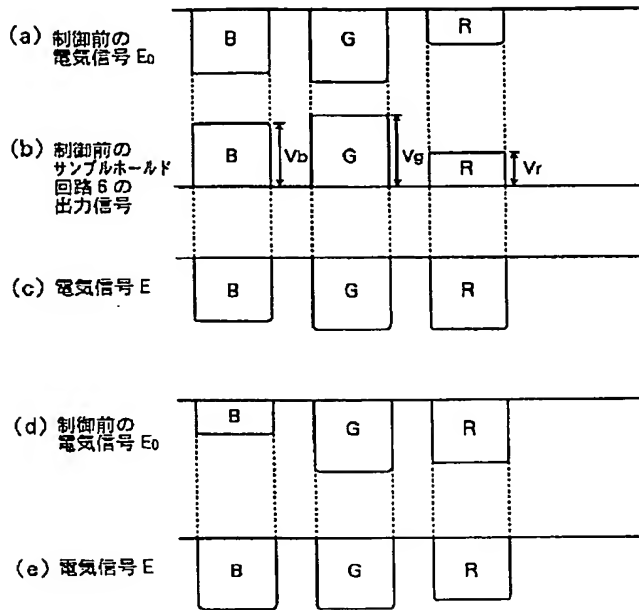 (a) 制御前の
電気信号 E0
B
G
R
(b) 制御前の
サンプルホールド
回路 6 の
出力信号
B
Vb
G
Vg
R
Vr
(c) 電気信号 E
B
G
R
(d) 制御前の
電気信号 E0
B
G
R
(e) 電気信号 E
B
G
R